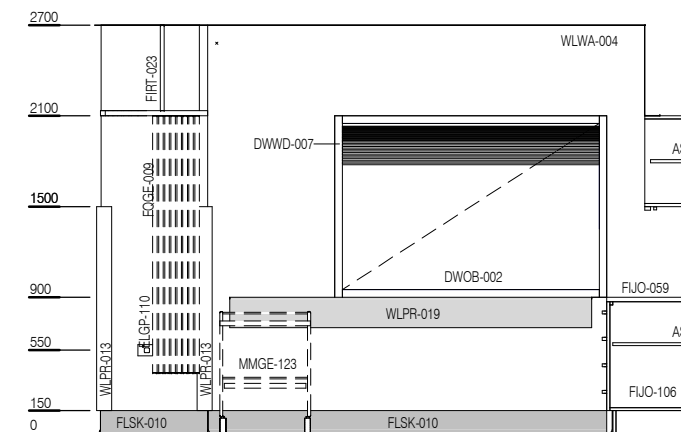 2700
WLWA-004
FIRT-023
2100
DWWD-007
EQGE-009
1500
DWOB-002
900
FIJO-059
WLPR-019
ELGP-110
550
WLPR-013
WLPR-013
MMGE-123
FIJO-106
150
FLSK-010
FLSK-010
0